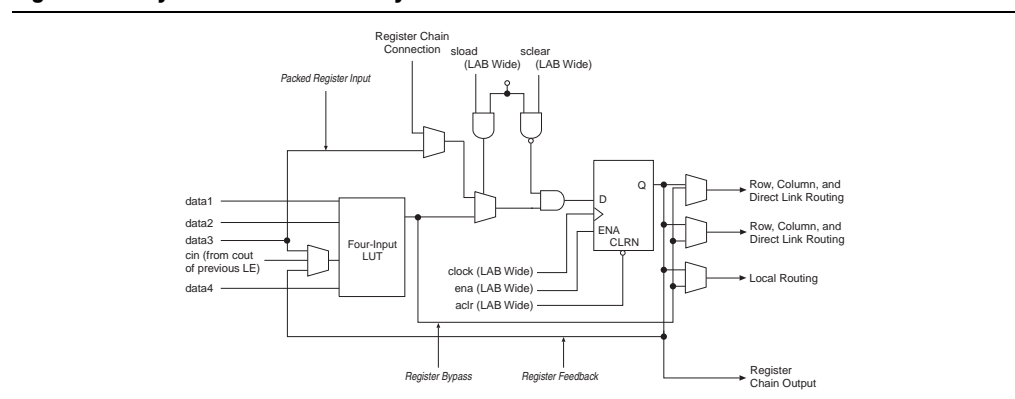 Register Chain
Connection
sload
(LAB Wide)
sclear
(LAB Wide)
Packed Register Input
Q
Row, Column, and
Direct Link Routing
data1
D
data2
Row, Column, and
Direct Link Routing
data3
Four-Input
LUT
ENA
CLRN
cin (from cout
of previous LE)
clock (LAB Wide)
Local Routing
data4
ena (LAB Wide)
aclr (LAB Wide)
Register Bypass
Register Feedback
Register
Chain Output